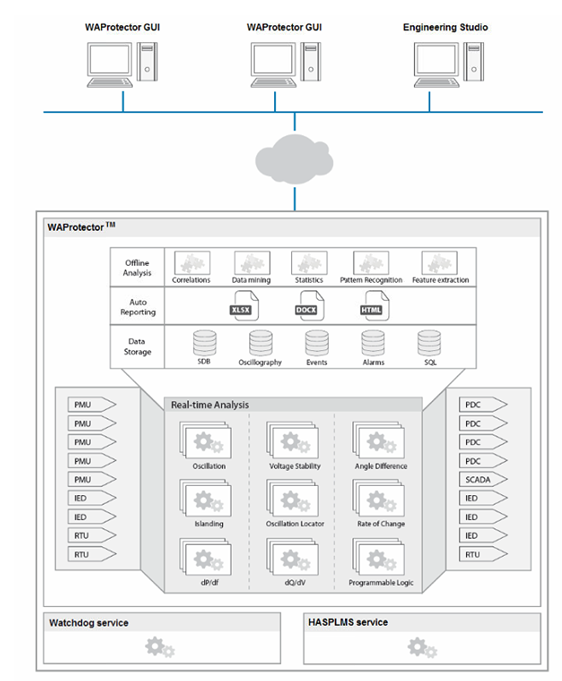 WAProtector GUI
WAProtector GUI
Engineering Studio
WAProtector™
Offline
Analysis
Correlations
Data mining
Statistics
Pattern Recognition
Feature extraction
Auto
Reporting
XLSX
DOCX
HTML
Data
Storage
SDB
Oscillography
Events
Alarms
SQL
PMU
PMU
PMU
PMU
PMU
IED
IED
RTU
RTU
Real-time Analysis
Oscillation
Voltage Stability
Angle Difference
Islanding
Oscillation Locator
Rate of Change
dP/df
dQ/dV
Programmable Logic
PDC
PDC
PDC
PDC
SCADA
IED
IED
IED
RTU
Watchdog service
HASPLMS service